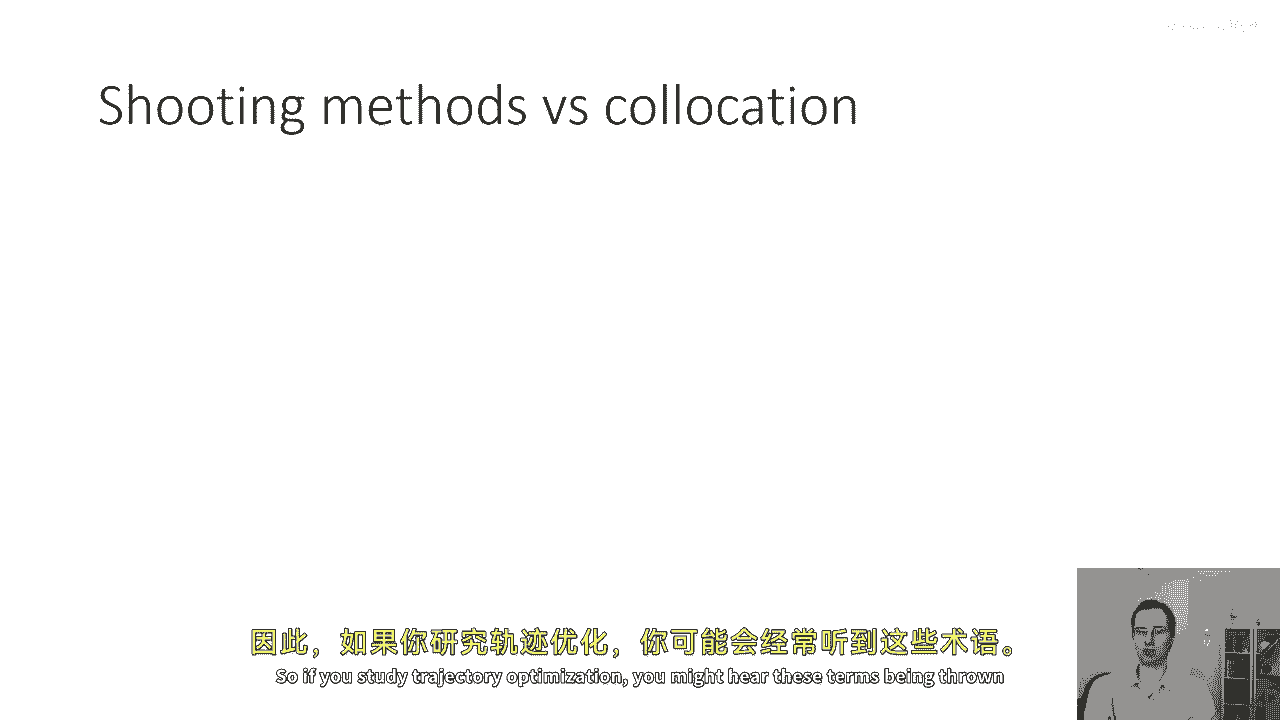 Shooting methods vs collocation
因此，如果你研究轨迹优化，你可能会经常听到这些术语。
So if you study trajectory optimization, you might hear these terms being thrown